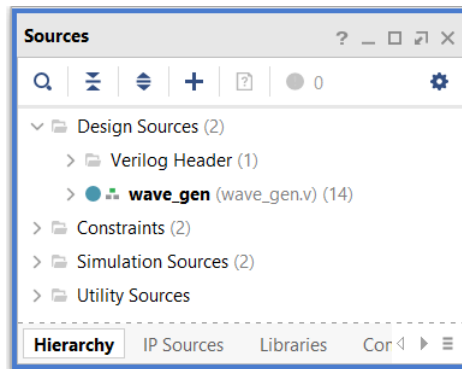 Sources ? _ □ X
+ ? 0
Design Sources (2)
Verilog Header (1)
wave_gen (wave_gen.v) (14)
Constraints (2)
Simulation Sources (2)
Utility Sources
Hierarchy IP Sources Libraries Cor